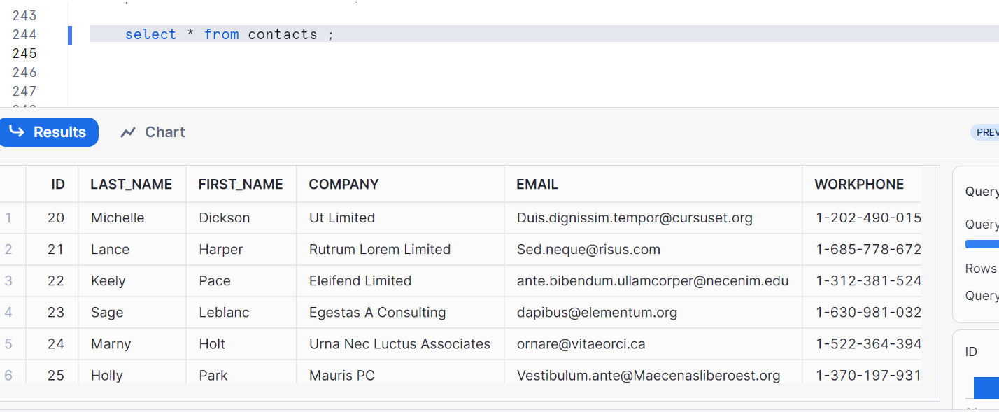 243
244 select * from contacts ;
245
246
247
Results Chart
ID LAST_NAME FIRST_NAME COMPANY EMAIL WORKPHONE
1 20 Michelle Dickson Ut Limited Duis.dignissim.tempor@cursuset.org 1-202-490-015
2 21 Lance Harper Rutrum Lorem Limited Sed.neque@risus.com 1-685-778-672
3 22 Keely Pace Eleifend Limited ante.bibendum.ullamcorper@necenim.edu 1-312-381-524
4 23 Sage Leblanc Egestas A Consulting dapibus@elementum.org 1-630-981-032
5 24 Marny Holt Urna Nec Luctus Associates ornare@vitaeorci.ca 1-522-364-394
6 25 Holly Park Mauris PC Vestibulum.ante@Maecenasliberoest.org 1-370-197-931
Query
Query
Rows
Query
ID